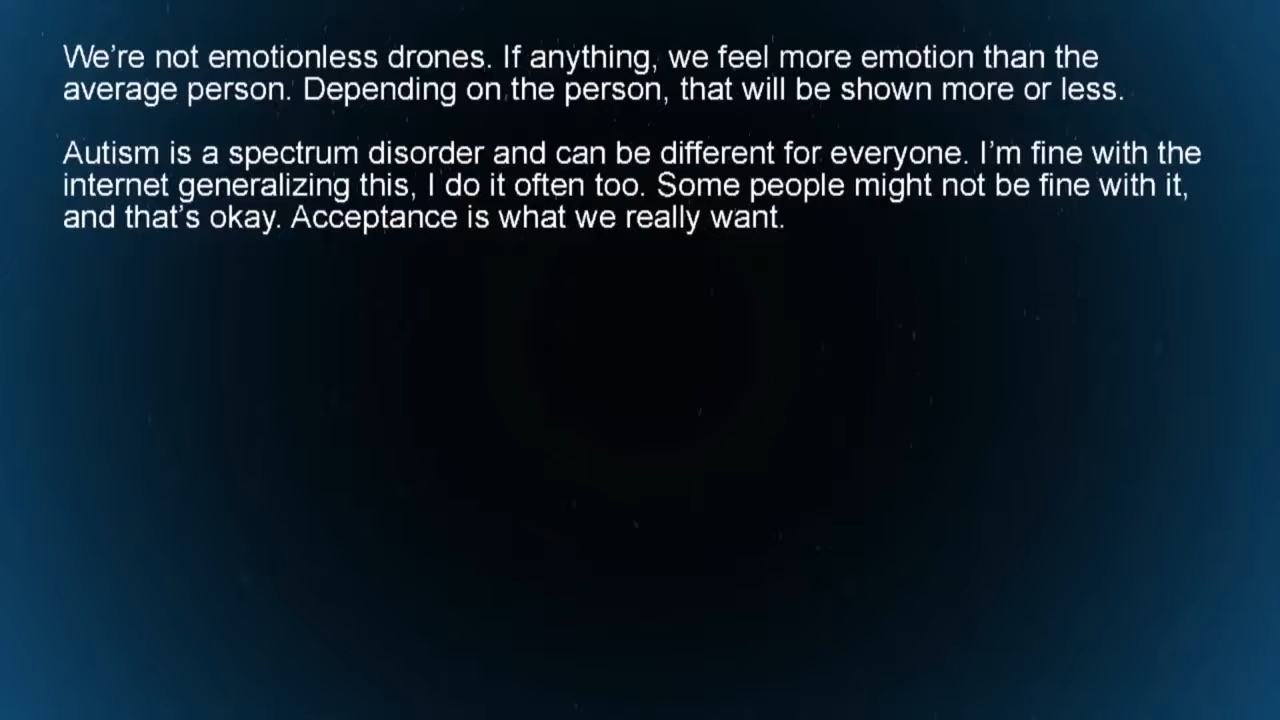 We’re not emotionless drones. If anything, we feel more emotion than the
average person. Depending on the person, that will be shown more or less.
Autism is a spectrum disorder and can be different for everyone. I’m fine with the
internet generalizing this, I do it often too. Some people might not be fine with it,
and that’s okay. Acceptance is what we really want.